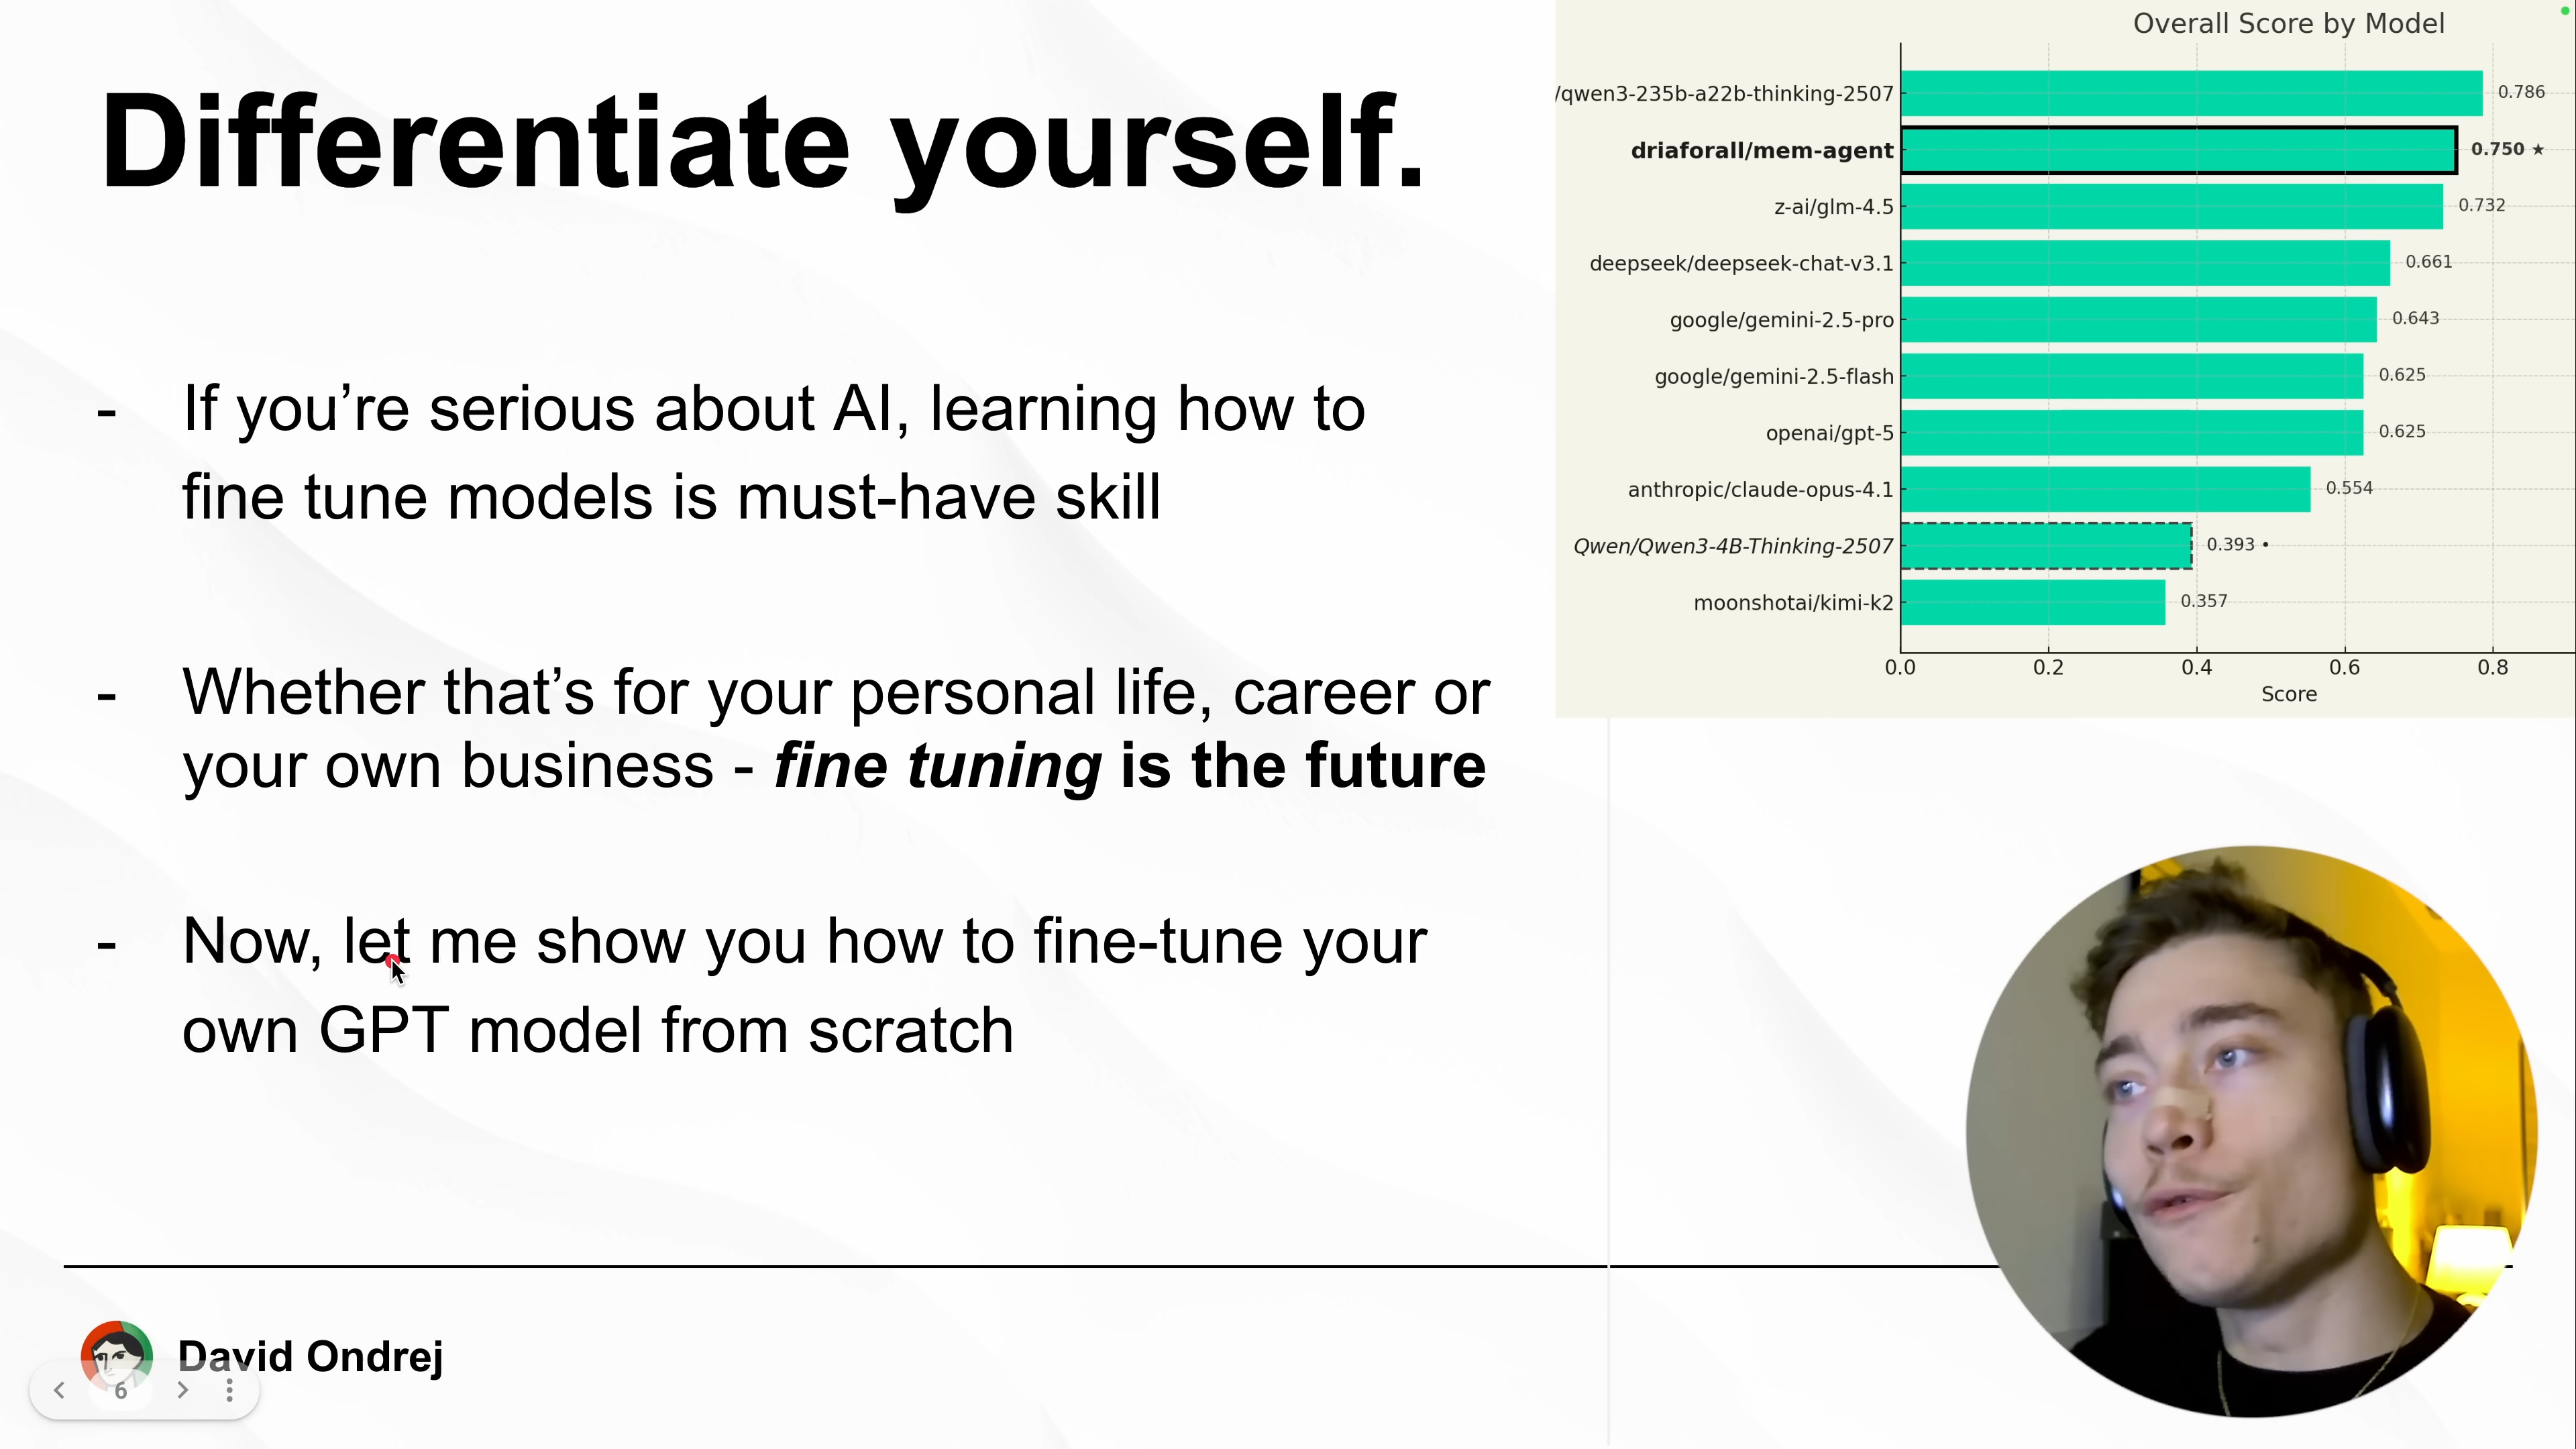 Differentiate yourself.
- If you’re serious about AI, learning how to
fine tune models is must-have skill
- Whether that’s for your personal life, career or
your own business - fine tuning is the future
- Now, let me show you how to fine-tune your
own GPT model from scratch
David Ondrej
6
Overall Score by Model
/qwen3-235b-a22b-thinking-2507 0.786
driaforall/mem-agent 0.750 ★
z-ai/glm-4.5 0.732
deepseek/deepseek-chat-v3.1 0.661
google/gemini-2.5-pro 0.643
google/gemini-2.5-flash 0.625
openai/gpt-5 0.625
anthropic/claude-opus-4.1 0.554
Qwen/Qwen3-4B-Thinking-2507 0.393 •
moonshotai/kimi-k2 0.357
0.0 0.2 0.4 0.6 0.8
Score